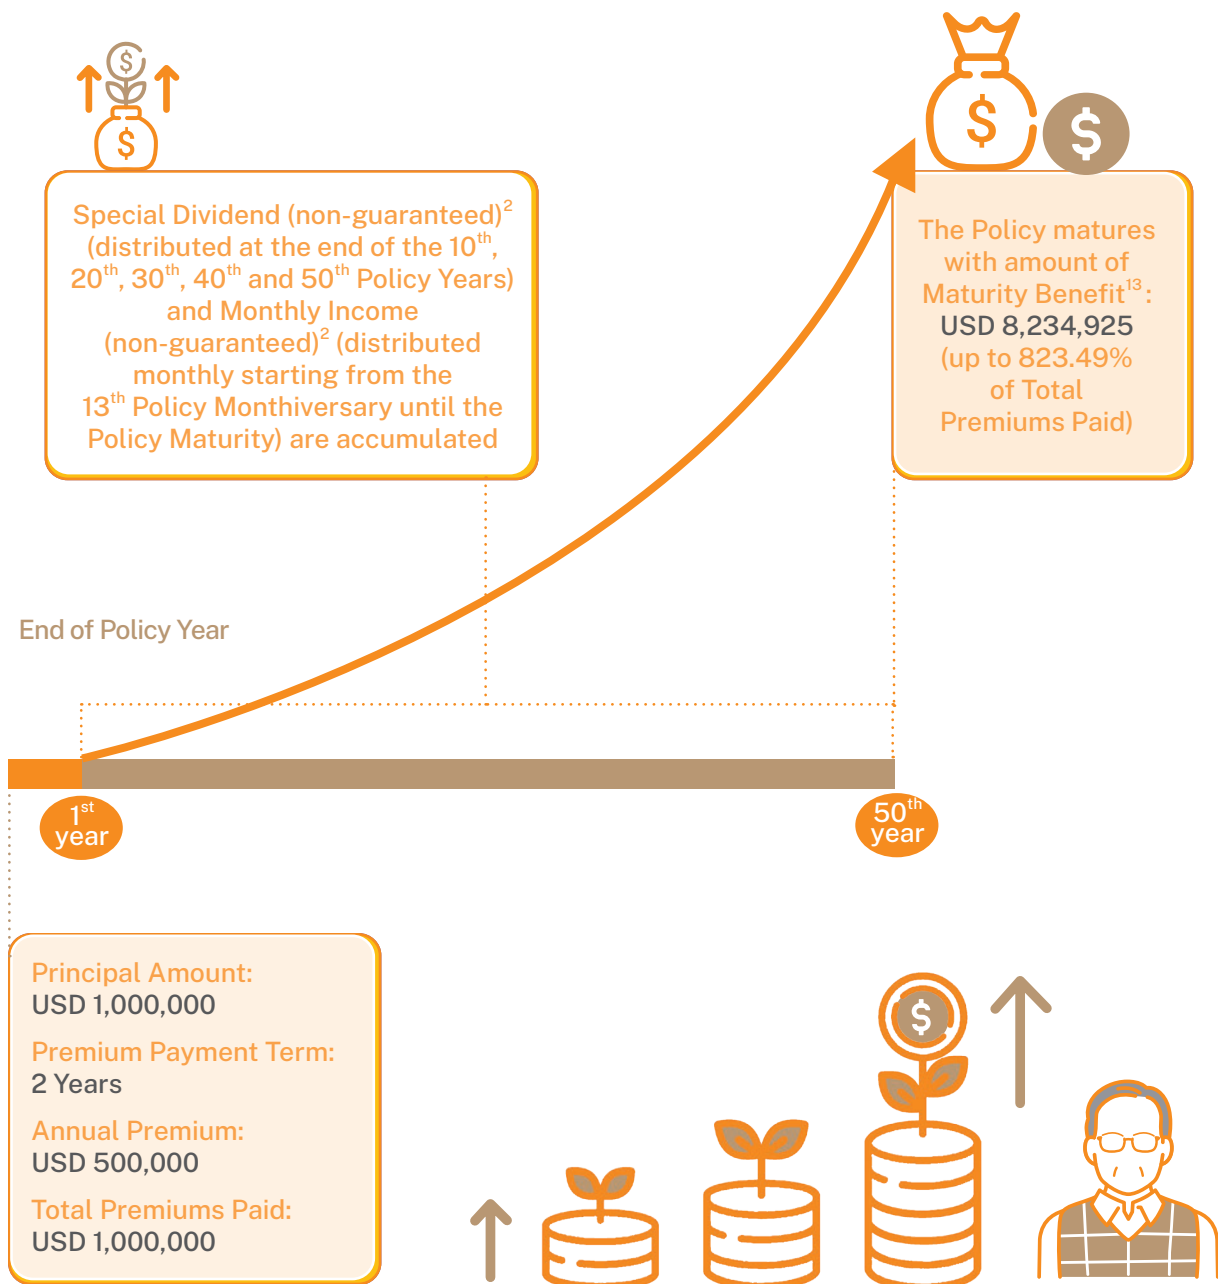 Special Dividend (non-guaranteed)²
(distributed at the end of the 10th,
20th, 30th, 40th and 50th Policy Years)
and Monthly Income
(non-guaranteed)² (distributed
monthly starting from the
13th Policy Monthiversary until the
Policy Maturity) are accumulated
The Policy matures
with amount of
Maturity Benefit¹³:
USD 8,234,925
(up to 823.49%
of Total
Premiums Paid)
End of Policy Year
1st
year
50th
year
Principal Amount:
USD 1,000,000
Premium Payment Term:
2 Years
Annual Premium:
USD 500,000
Total Premiums Paid:
USD 1,000,000